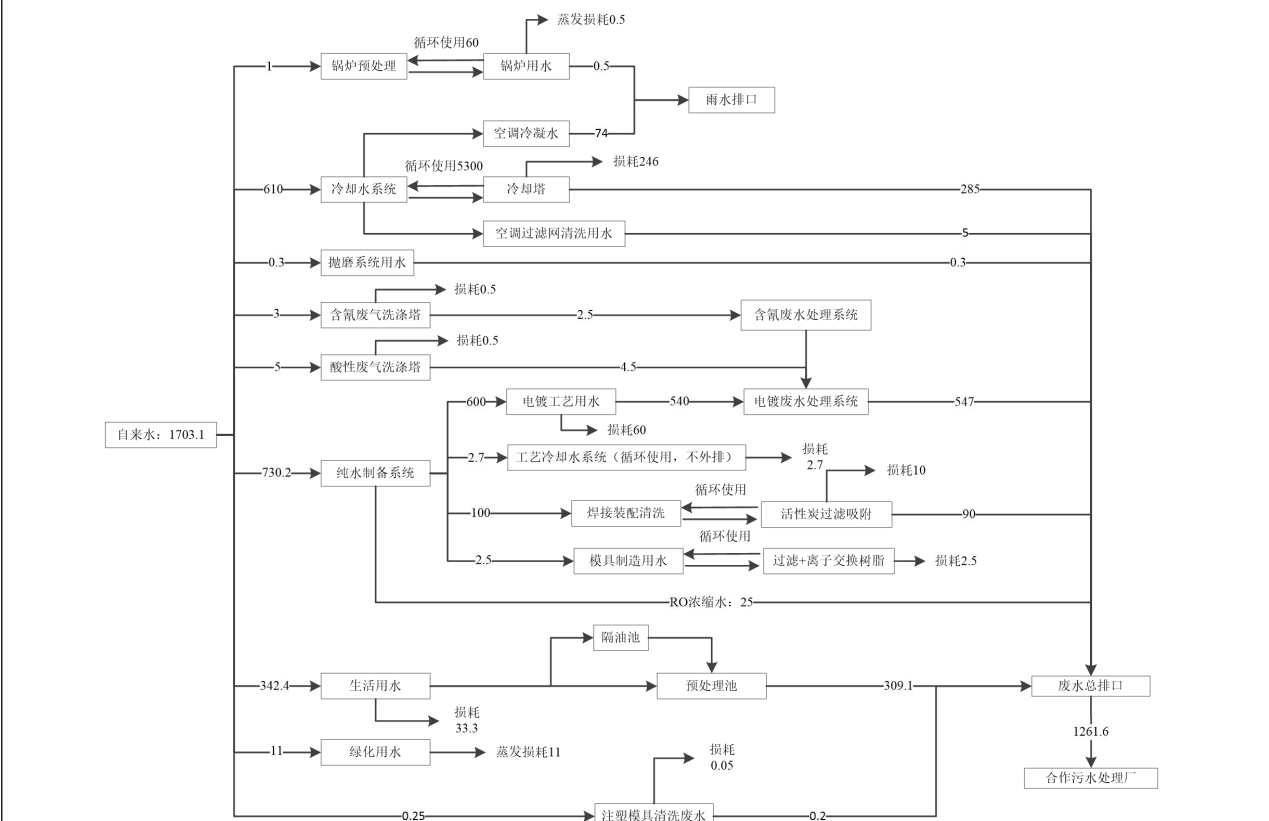 蒸发损耗0.5
循环使用60
1
锅炉预处理
锅炉用水
0.5
雨水排口
空调冷凝水
74
循环使用5300
损耗246
610
冷却水系统
冷却塔
285
空调过滤网清洗用水
5
0.3
抛磨系统用水
0.3
损耗0.5
3
含氰废气洗涤塔
2.5
含氰废水处理系统
损耗0.5
5
酸性废气洗涤塔
4.5
600
电镀工艺用水
540
电镀废水处理系统
547
自来水：1703.1
损耗60
2.7
工艺冷却水系统（循环使用，不外排）
损耗
2.7
730.2
纯水制备系统
损耗10
循环使用
100
焊接装配清洗
活性炭过滤吸附
90
循环使用
2.5
模具制造用水
过滤+离子交换树脂
损耗2.5
RO浓缩水：25
隔油池
342.4
生活用水
预处理池
309.1
废水总排口
损耗
33.3
1261.6
11
绿化用水
蒸发损耗11
损耗
0.05
合作污水处理厂
0.25
注塑模具清洗废水
0.2